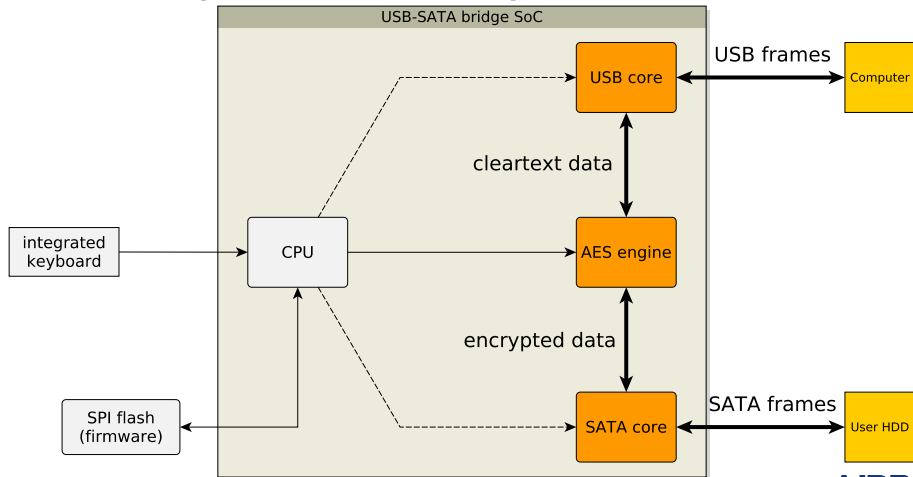 USB-SATA bridge SoC
USB frames
USB core
Computer
cleartext data
integrated
keyboard
CPU
AES engine
encrypted data
SPI flash
(firmware)
SATA frames
SATA core
User HDD